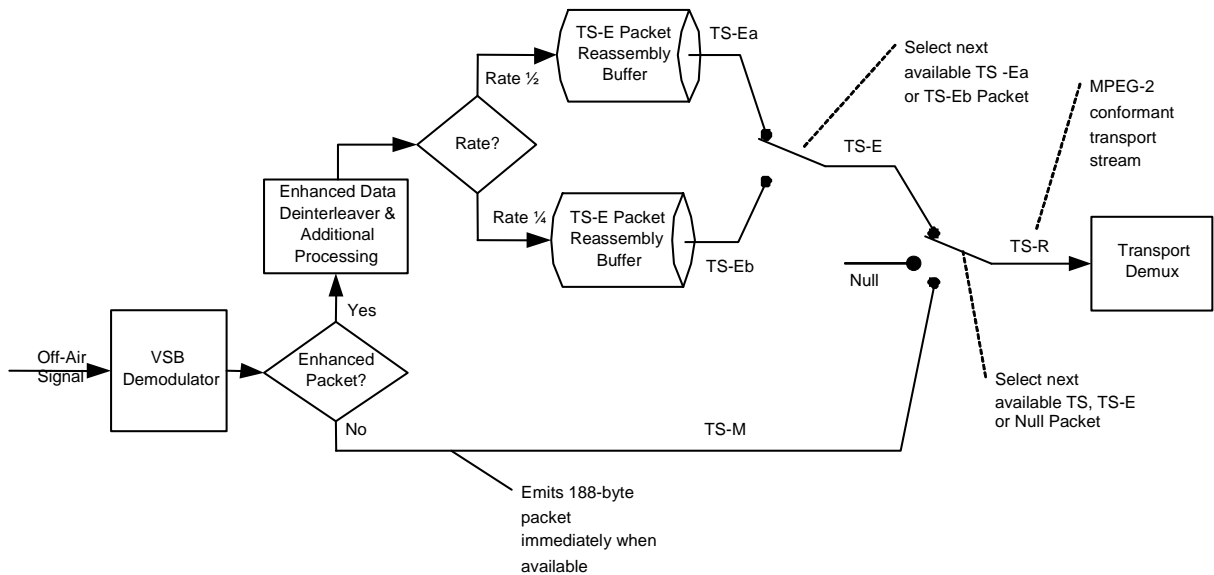 TS-E Packet
Reassembly
Buffer
TS-Ea
Select next
available TS -Ea
or TS-Eb Packet
MPEG-2
conformant
transport
stream
Rate ½
Rate?
TS-E
Enhanced Data
Deinterleaver &
Additional
Processing
Rate ¼
TS-E Packet
Reassembly
Buffer
TS-Eb
TS-R
Transport
Demux
Null
Yes
Off-Air
Signal
VSB
Demodulator
Enhanced
Packet?
No
TS-M
Select next
available TS, TS-E
or Null Packet
Emits 188-byte
packet
immediately when
available